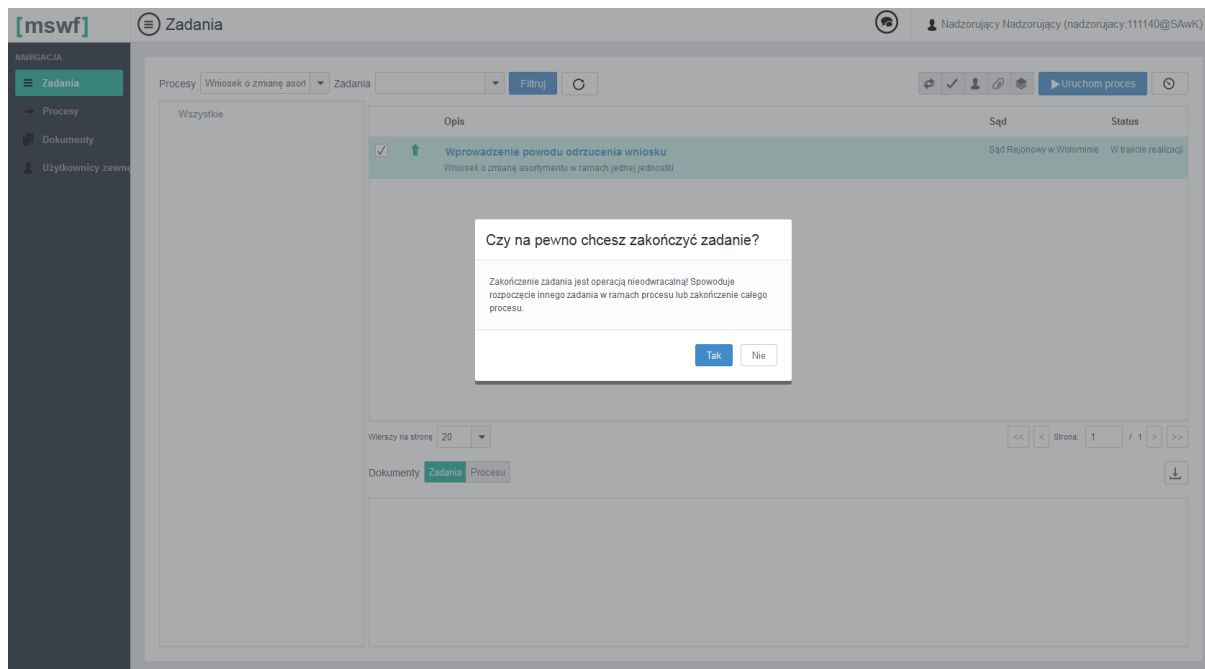 [mswf]
Zadania
Nadzorujący Nadzorujący (nadzorujacy:111140@SAwK)
NAWIGACJA
Zadania
Procesy
Dokumenty
Użytkownicy zewnę
Procesy Wniosek o zmianę asort Zadania Filtruj
Uruchom proces
Wszystkie
Opis Sąd Status
Wprowadzenie powodu odrzucenia wniosku Sąd Rejonowy w Wołominie W trakcie realizacji
Wniosek o zmianę asortymentu w ramach jednej jednostki
Czy na pewno chcesz zakończyć zadanie?
Zakończenie zadania jest operacją nieodwracalną! Spowoduje
rozpoczęcie innego zadania w ramach procesu lub zakończenie całego
procesu.
Tak Nie
Wierszy na stronę 20 << < Strona: 1 / 1 > >>
Dokumenty Zadania Procesu